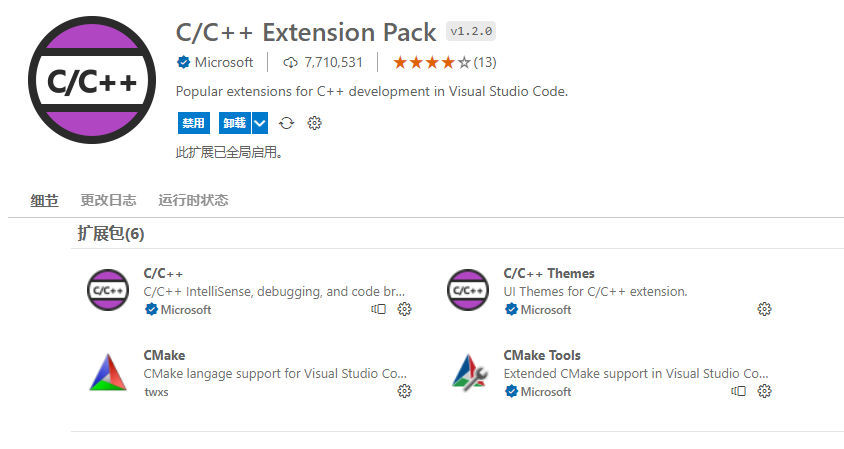 C/C++
C/C++ Extension Pack v1.2.0
Microsoft 7,710,531 (13)
Popular extensions for C++ development in Visual Studio Code.
禁用 卸载
此扩展已全局启用。
细节 更改日志 运行时状态
扩展包(6)
C/C++
C/C++
C/C++ IntelliSense, debugging, and code br...
Microsoft
C/C++
C/C++ Themes
UI Themes for C/C++ extension.
Microsoft
CMake
CMake langage support for Visual Studio Co...
twxs
CMake Tools
Extended CMake support in Visual Studio Co...
Microsoft